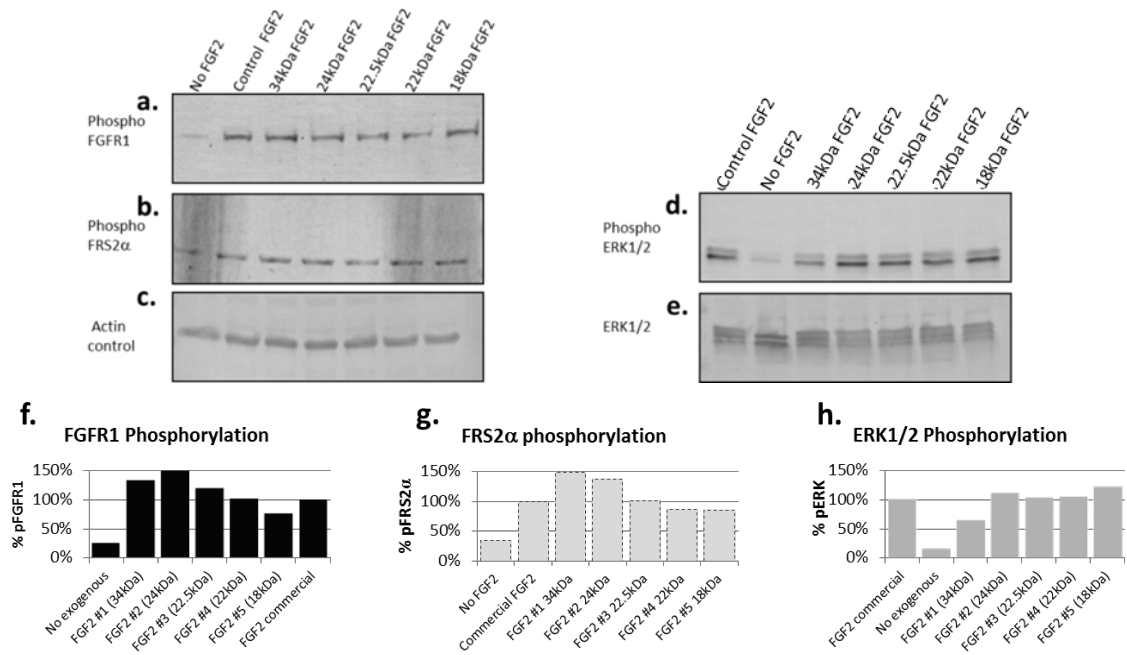 No FGF2
Control FGF2
34kDa FGF2
24kDa FGF2
22.5kDa FGF2
22kDa FGF2
18kDa FGF2
a.
Phospho
FGFR1
b.
Phospho
FRS2α
c.
Actin
control
Control FGF2
No FGF2
34kDa FGF2
24kDa FGF2
22.5kDa FGF2
22kDa FGF2
18kDa FGF2
d.
Phospho
ERK1/2
e.
ERK1/2
f.
FGFR1 Phosphorylation
% pFGFR1
150%
100%
50%
0%
No exogenous
FGF2 #1 (34kDa)
FGF2 #2 (24kDa)
FGF2 #3 (22.5kDa)
FGF2 #4 (22kDa)
FGF2 #5 (18kDa)
FGF2 commercial
g.
FRS2α phosphorylation
% pFRS2α
150%
100%
50%
0%
No FGF2
Commercial FGF2
FGF2 #1 34kDa
FGF2 #2 24kDa
FGF2 #3 22.5kDa
FGF2 #4 22kDa
FGF2 #5 18kDa
h.
ERK1/2 Phosphorylation
% pERK
150%
100%
50%
0%
FGF2 commercial
No exogenous
FGF2 #1 (34kDa)
FGF2 #2 (24kDa)
FGF2 #3 (22.5kDa)
FGF2 #4 (22kDa)
FGF2 #5 (18kDa)